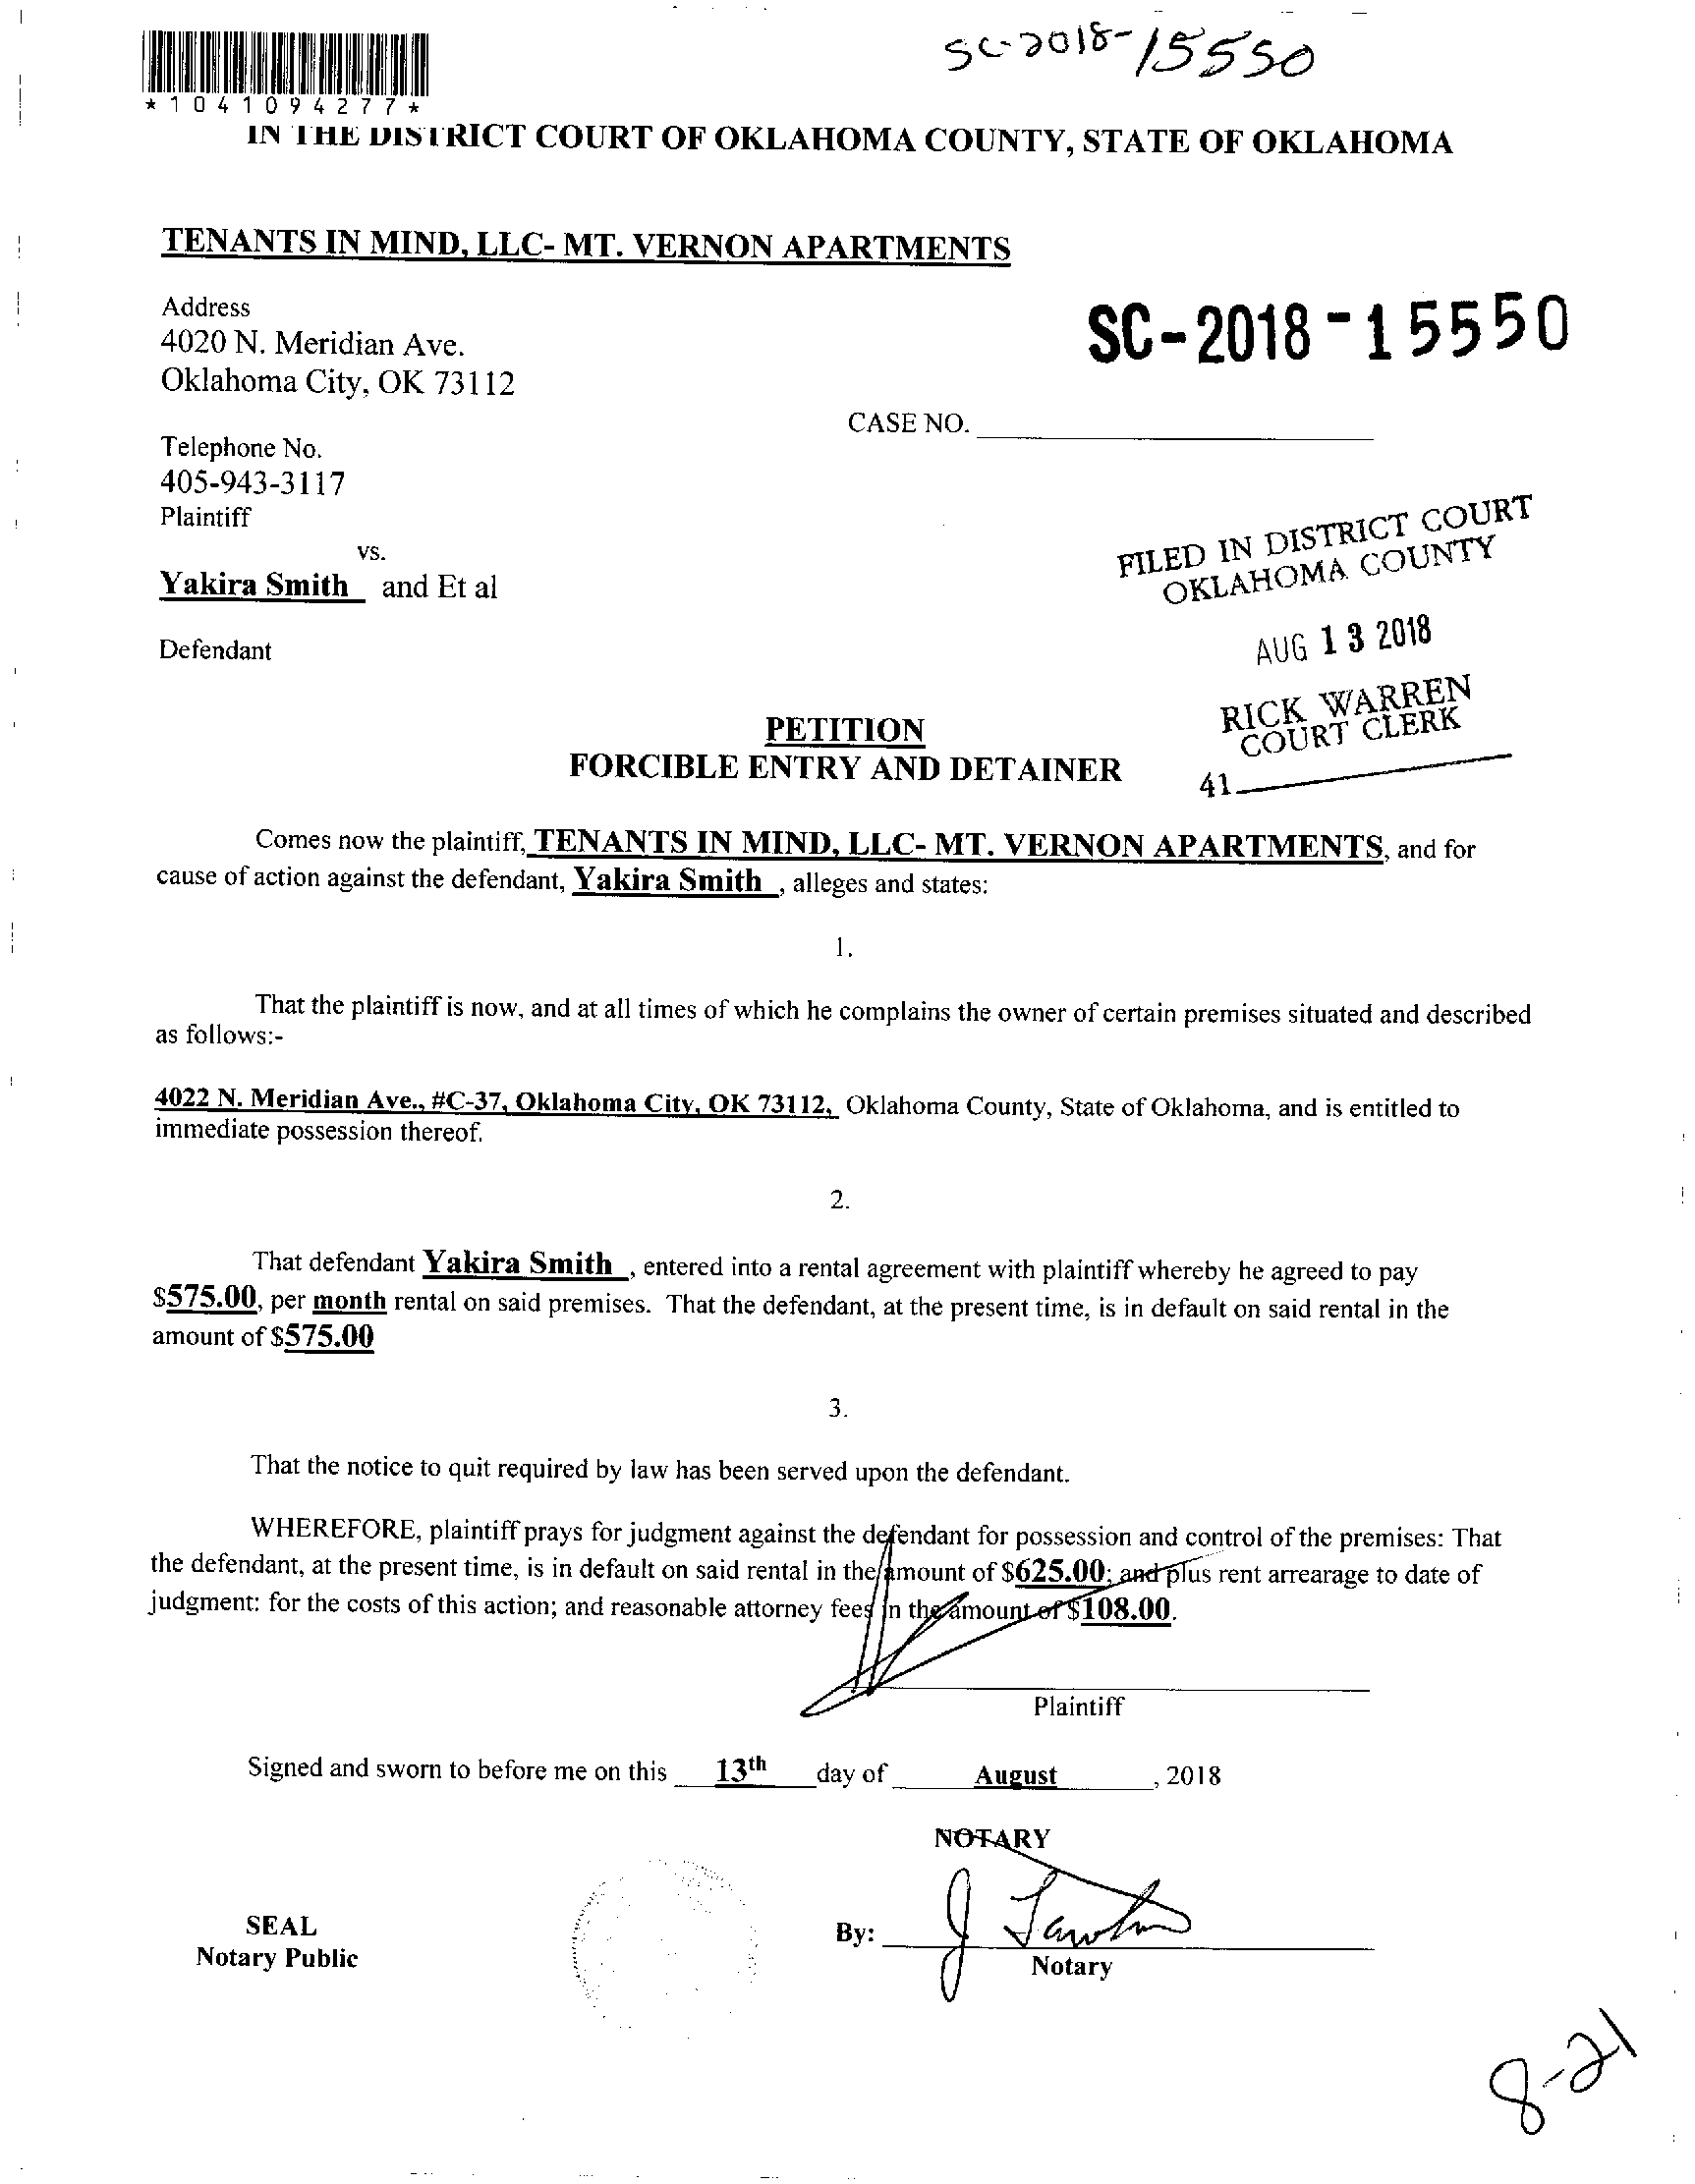 SC-2018-15550
*1041094277*
IN THE DISTRICT COURT OF OKLAHOMA COUNTY, STATE OF OKLAHOMA
TENANTS IN MIND, LLC- MT. VERNON APARTMENTS
Address
4020 N. Meridian Ave.
Oklahoma City, OK 73112
SC-2018-15550
CASE NO.
Telephone No.
405-943-3117
Plaintiff
vs.
Yakira Smith and Et al
Defendant
FILED IN DISTRICT COURT
OKLAHOMA COUNTY
AUG 13 2018
RICK WARREN
COURT CLERK
41
PETITION
FORCIBLE ENTRY AND DETAINER
Comes now the plaintiff, TENANTS IN MIND, LLC- MT. VERNON APARTMENTS, and for
cause of action against the defendant, Yakira Smith , alleges and states:
1.
That the plaintiff is now, and at all times of which he complains the owner of certain premises situated and described
as follows:-
4022 N. Meridian Ave., #C-37, Oklahoma City, OK 73112, Oklahoma County, State of Oklahoma, and is entitled to
immediate possession thereof.
2.
That defendant Yakira Smith , entered into a rental agreement with plaintiff whereby he agreed to pay
$575.00, per month rental on said premises. That the defendant, at the present time, is in default on said rental in the
amount of $575.00
3.
That the notice to quit required by law has been served upon the defendant.
WHEREFORE, plaintiff prays for judgment against the defendant for possession and control of the premises: That
the defendant, at the present time, is in default on said rental in the amount of $625.00; and plus rent arrearage to date of
judgment: for the costs of this action; and reasonable attorney fees in the amount of $108.00.
Plaintiff
Signed and sworn to before me on this 13th day of August , 2018
NOTARY
SEAL
Notary Public
By:
Notary
8-21